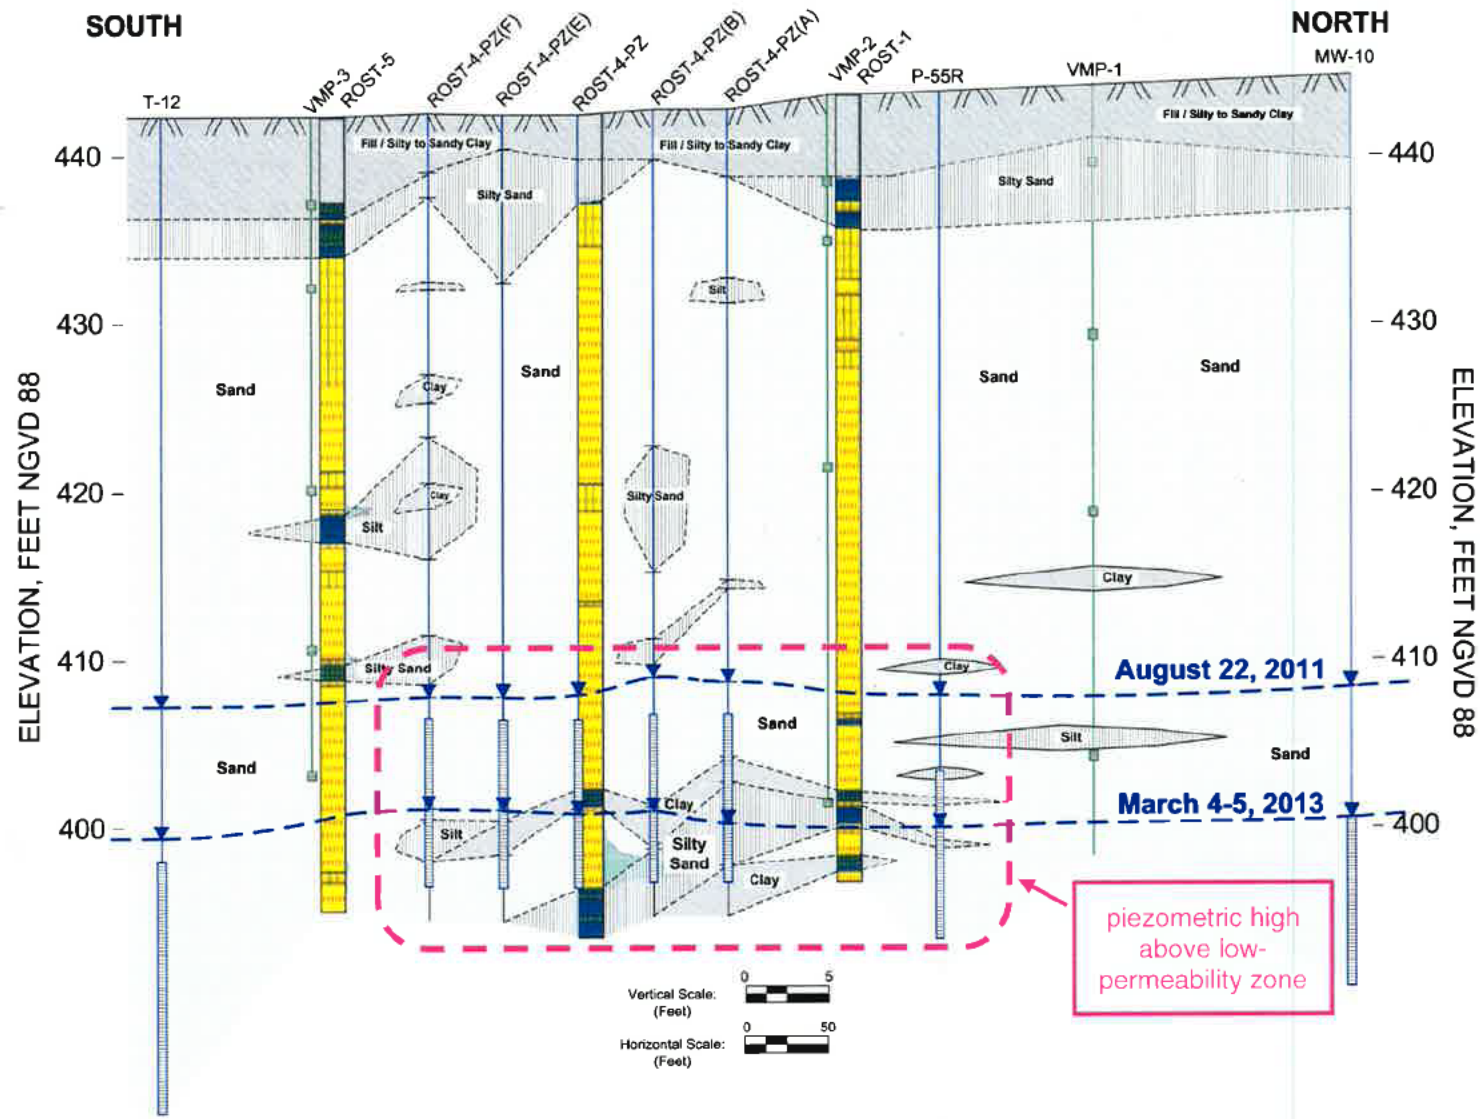 SOUTH
NORTH
T-12
VMP-3
ROST-5
ROST-4-PZ(F)
ROST-4-PZ(E)
ROST-4-PZ
ROST-4-PZ(B)
ROST-4-PZ(A)
VMP-2
ROST-1
P-55R
VMP-1
MW-10
Fill / Silty to Sandy Clay
Fill / Silty to Sandy Clay
Fill / Silty to Sandy Clay
440
440
Silty Sand
Silty Sand
Silt
430
430
Sand
Clay
Sand
Sand
Sand
ELEVATION, FEET NGVD 88
ELEVATION, FEET NGVD 88
420
420
Clay
Silty Sand
Silt
Clay
410
410
Silty Sand
Clay
August 22, 2011
Sand
Silt
Sand
Sand
March 4-5, 2013
400
400
Clay
Silt
Silty
Sand
Clay
piezometric high
above low-
permeability zone
0 5
Vertical Scale:
(Feet)
0 50
Horizontal Scale:
(Feet)